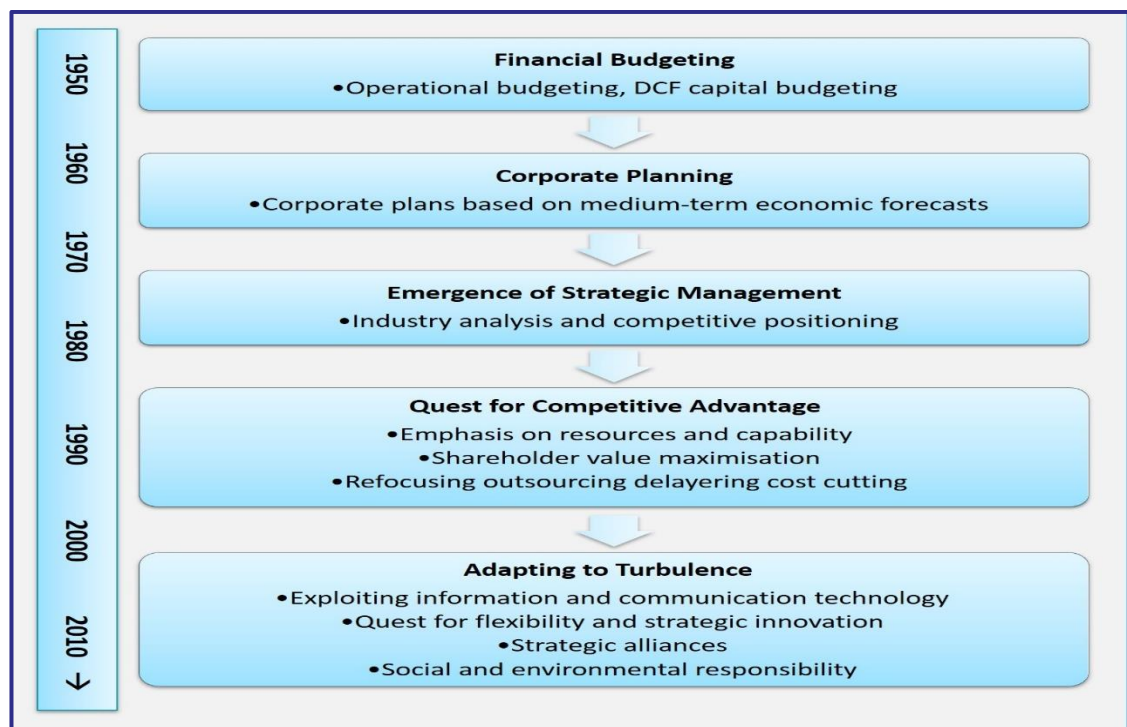 1950
1960
1970
1980
1990
2000
2010 →
Financial Budgeting
•Operational budgeting, DCF capital budgeting
Corporate Planning
•Corporate plans based on medium-term economic forecasts
Emergence of Strategic Management
•Industry analysis and competitive positioning
Quest for Competitive Advantage
•Emphasis on resources and capability
•Shareholder value maximisation
•Refocusing outsourcing delayering cost cutting
Adapting to Turbulence
•Exploiting information and communication technology
•Quest for flexibility and strategic innovation
•Strategic alliances
•Social and environmental responsibility